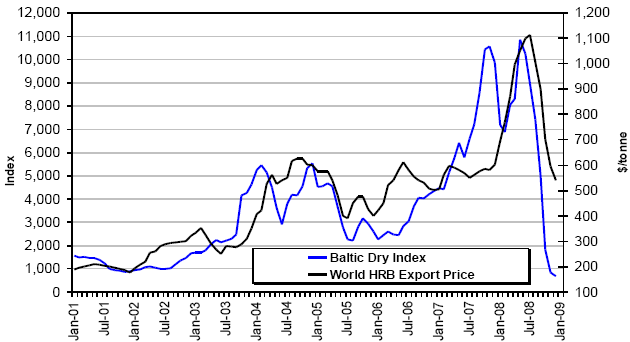 12,000
11,000
10,000
9,000
8,000
7,000
6,000
5,000
4,000
3,000
2,000
1,000
0
Index
1,200
1,100
1,000
900
800
700
600
500
400
300
200
100
$/tonne
Baltic Dry Index
World HRB Export Price
Jan-01
Jul-01
Jan-02
Jul-02
Jan-03
Jul-03
Jan-04
Jul-04
Jan-05
Jul-05
Jan-06
Jul-06
Jan-07
Jul-07
Jan-08
Jul-08
Jan-09